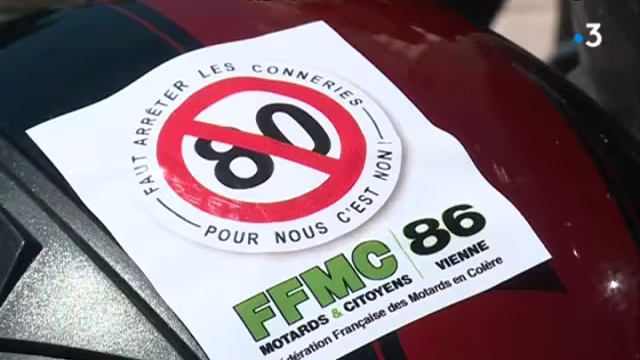 3
FAUT ARRÊTER LES CONNERIES
80
POUR NOUS C'EST NON !
FFMC 86
MOTARDS & CITOYENS VIENNE
Fédération Française des Motards en Colère